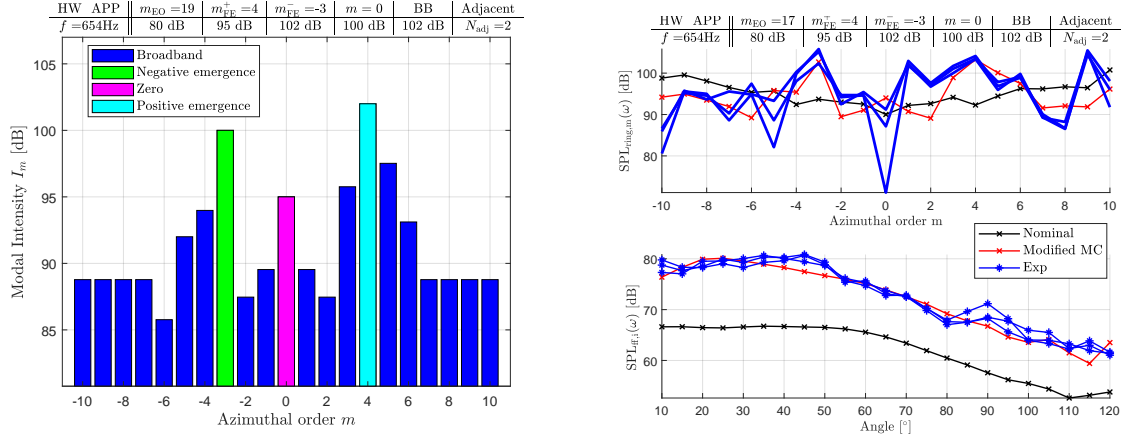 HW APP m_EO =19 m_FE^+ =4 m_FE^- =-3 m = 0 BB Adjacent
f =654Hz 80 dB 95 dB 102 dB 100 dB 102 dB N_adj =2
105
100
95
90
85
Modal Intensity I_m [dB]
Broadband
Negative emergence
Zero
Positive emergence
-10 -8 -6 -4 -2 0 2 4 6 8 10
Azimuthal order m
HW APP m_EO =17 m_FE^+ =4 m_FE^- =-3 m = 0 BB Adjacent
f =654Hz 80 dB 95 dB 102 dB 100 dB 102 dB N_adj =2
100
90
80
SPL_ring,m(ω) [dB]
-10 -8 -6 -4 -2 0 2 4 6 8 10
Azimuthal order m
Nominal
Modified MC
Exp
80
70
60
SPL_ff,i(ω) [dB]
10 20 30 40 50 60 70 80 90 100 110 120
Angle [°]